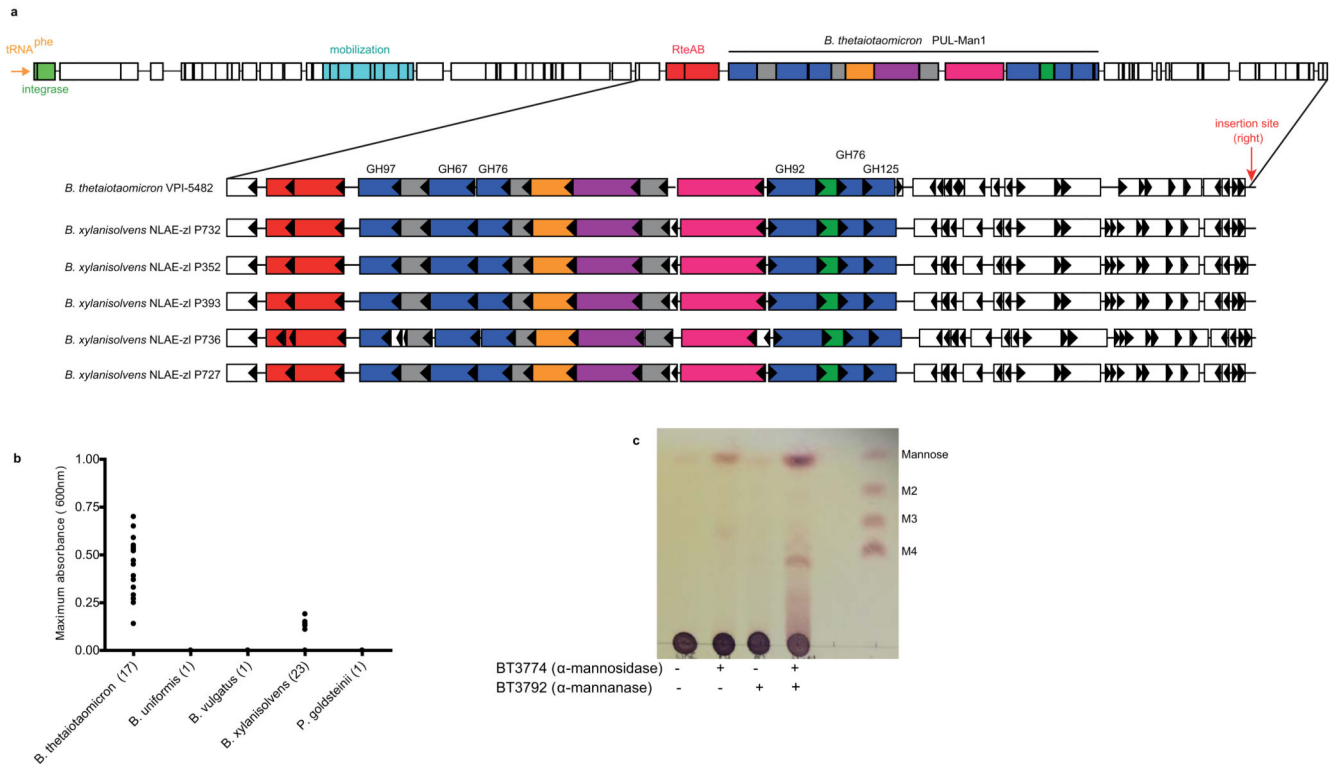 a
tRNA phe
integrase
mobilization
RteAB
B. thetaiotaomicron PUL-Man1
insertion site
(right)
GH97 GH67 GH76 GH92 GH76 GH125
B. thetaiotaomicron VPI-5482
B. xylanisolvens NLAE-zl P732
B. xylanisolvens NLAE-zl P352
B. xylanisolvens NLAE-zl P393
B. xylanisolvens NLAE-zl P736
B. xylanisolvens NLAE-zl P727
b
Maximum absorbance ( 600nm)
1.00
0.75
0.50
0.25
0.00
B. thetaiotaomicron (17)
B. uniformis (1)
B. vulgatus (1)
B. xylanisolvens (23)
P. goldsteinii (1)
c
Mannose
M2
M3
M4
BT3774 (α-mannosidase) - + - +
BT3792 (α-mannanase) - - + +